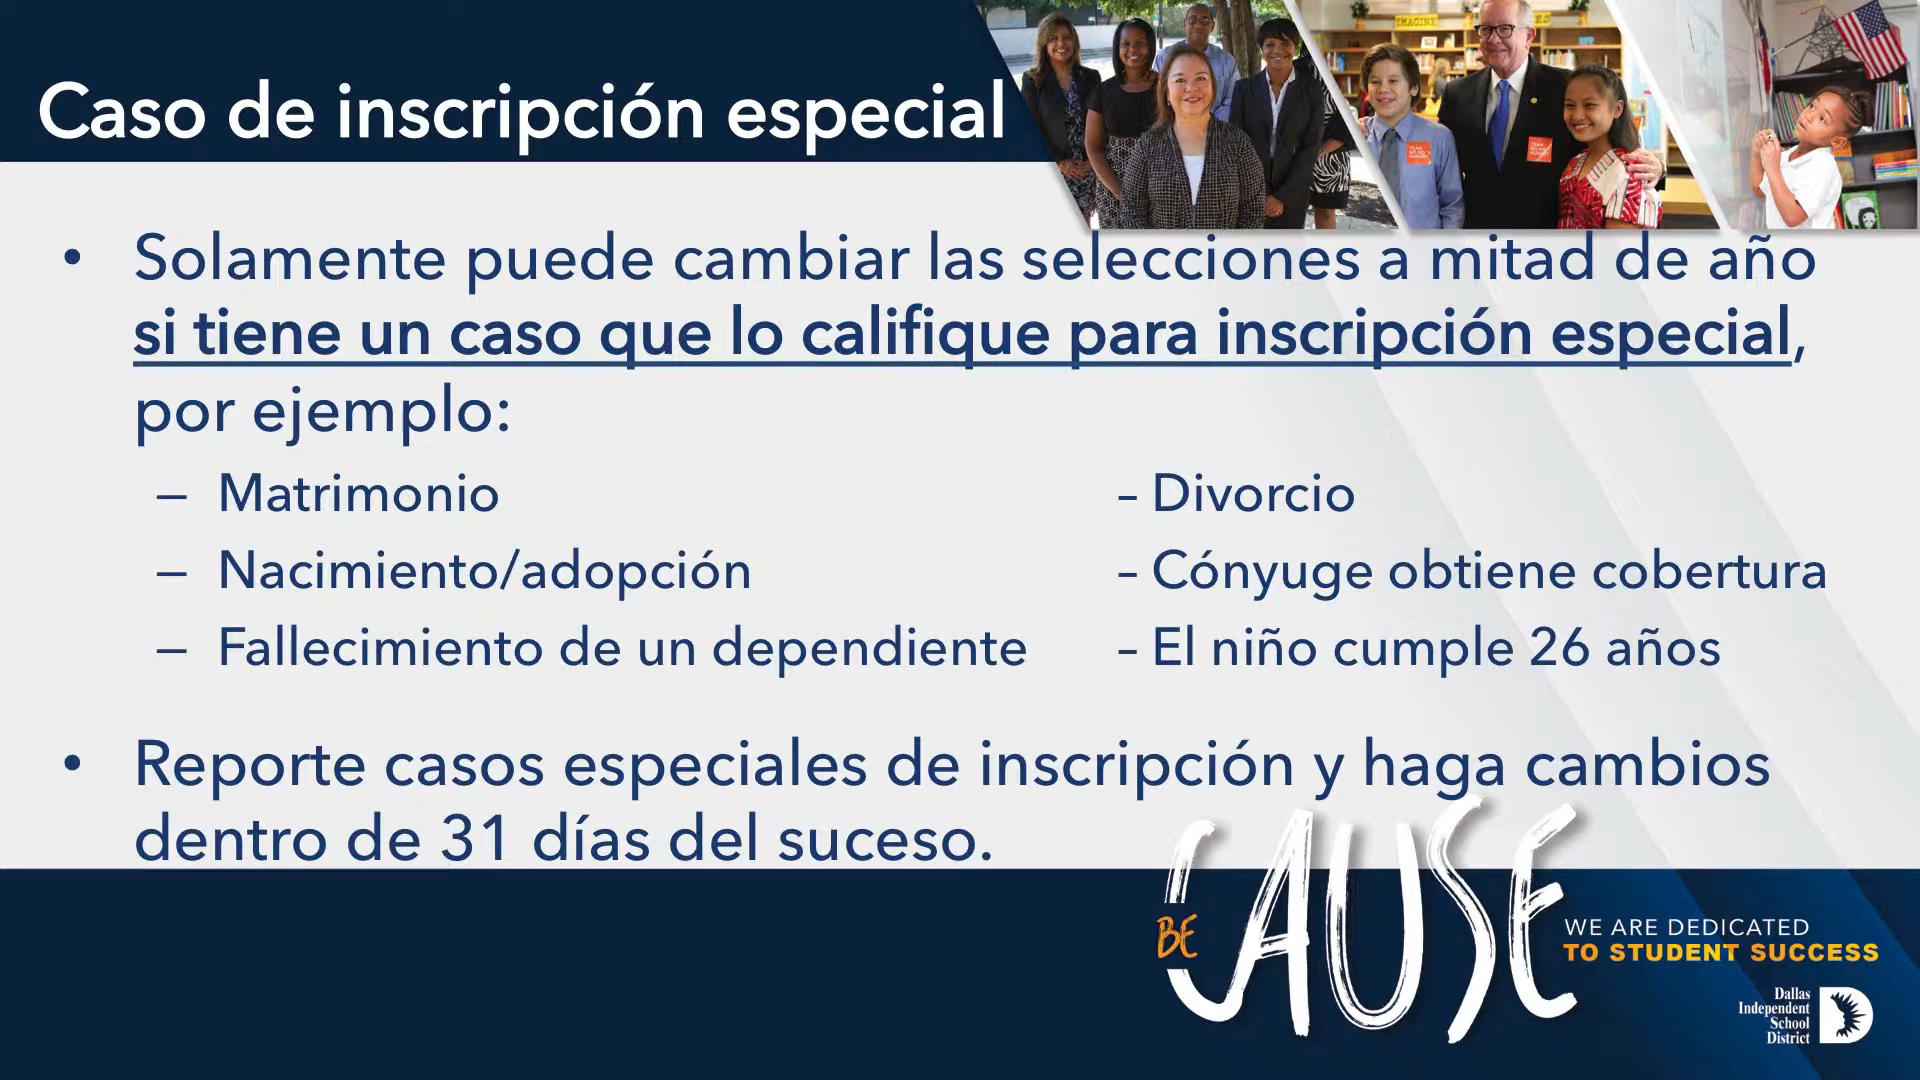 Caso de inscripción especial
• Solamente puede cambiar las selecciones a mitad de año
si tiene un caso que lo califique para inscripción especial,
por ejemplo:
– Matrimonio
– Nacimiento/adopción
– Fallecimiento de un dependiente
– Divorcio
– Cónyuge obtiene cobertura
– El niño cumple 26 años
• Reporte casos especiales de inscripción y haga cambios
dentro de 31 días del suceso.
BE CAUSE
WE ARE DEDICATED
TO STUDENT SUCCESS
Dallas
Independent
School
District
D
IMAGINE